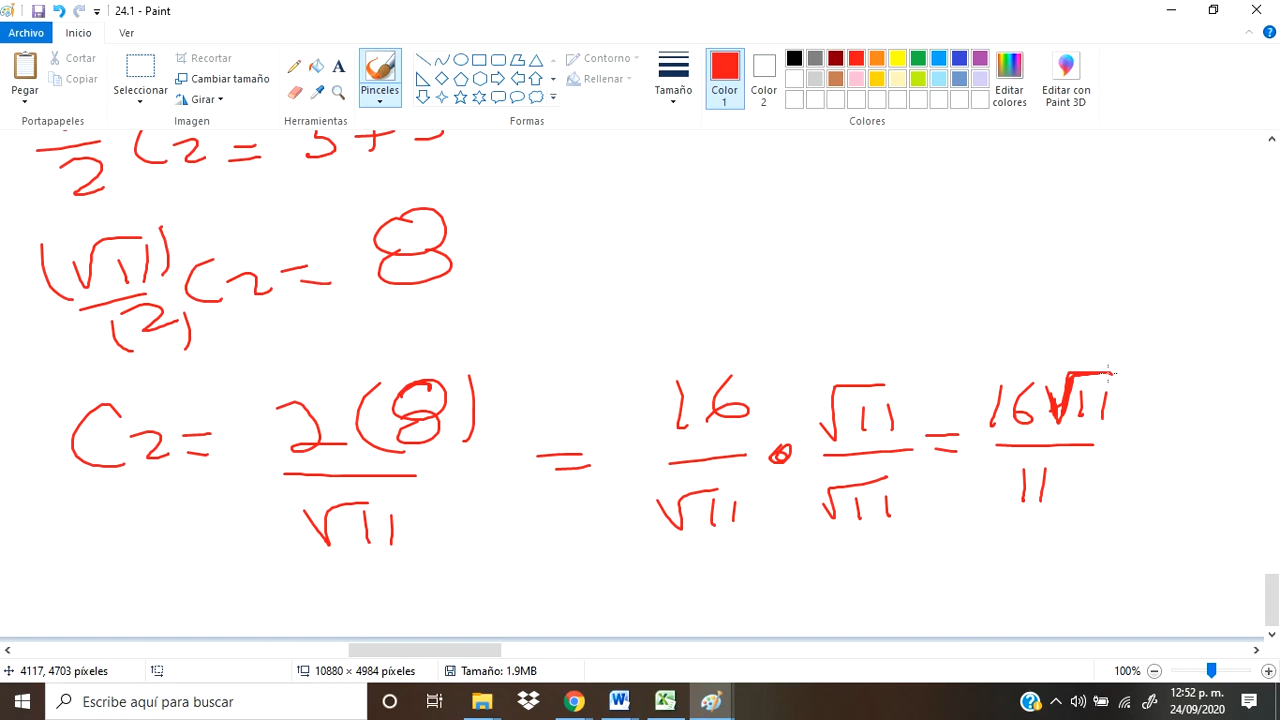 24.1 - Paint
Archivo Inicio Ver
Pegar
Cortar
Copiar
Portapapeles
Seleccionar
Recortar
Cambiar tamaño
Girar
Imagen
A
Herramientas
Pinceles
Contorno
Rellenar
Formas
Tamaño
Color 1
Color 2
Editar colores
Editar con Paint 3D
Colores
2 C2 = 5 +
(√11)/(2) C2 = 8
C2 = 2(8)/√11 = 16/√11 • √11/√11 = 16√11/11
4117, 4703 píxeles 10880 × 4984 píxeles Tamaño: 1.9MB 100%
Escribe aquí para buscar
12:52 p. m.
24/09/2020